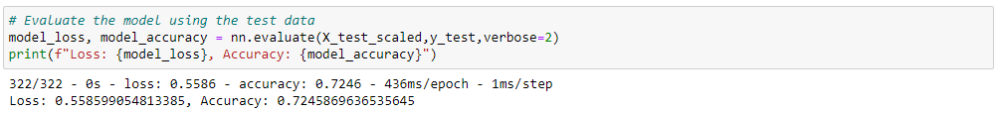 # Evaluate the model using the test data
model_loss, model_accuracy = nn.evaluate(X_test_scaled,y_test,verbose=2)
print(f"Loss: {model_loss}, Accuracy: {model_accuracy}")
322/322 - 0s - loss: 0.5586 - accuracy: 0.7246 - 436ms/epoch - 1ms/step
Loss: 0.558599054813385, Accuracy: 0.7245869636535645